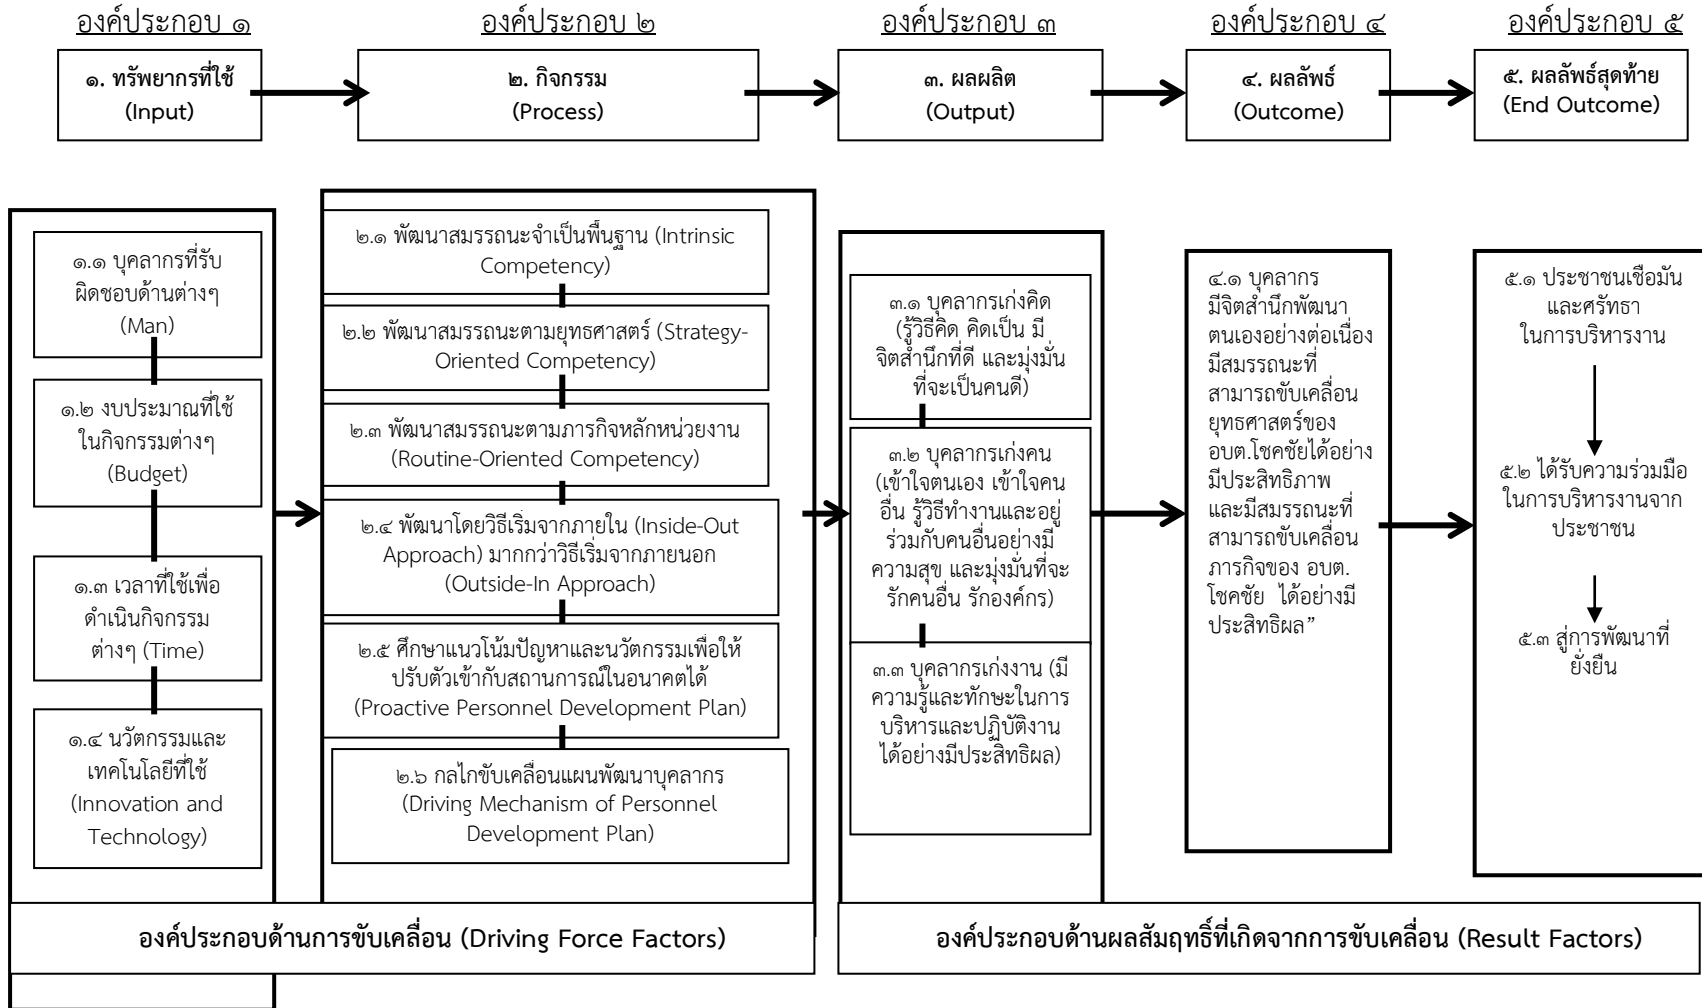 องค์ประกอบ ๑
องค์ประกอบ ๒
องค์ประกอบ ๓
องค์ประกอบ ๔
องค์ประกอบ ๕
๑. ทรัพยากรที่ใช้
(Input)
๒. กิจกรรม
(Process)
๓. ผลผลิต
(Output)
๔. ผลลัพธ์
(Outcome)
๕. ผลลัพธ์สุดท้าย
(End Outcome)
๑.๑ บุคลากรที่รับ
ผิดชอบด้านต่างๆ
(Man)
๑.๒ งบประมาณที่ใช้
ในกิจกรรมต่างๆ
(Budget)
๑.๓ เวลาที่ใช้เพื่อ
ดำเนินกิจกรรม
ต่างๆ (Time)
๑.๔ นวัตกรรมและ
เทคโนโลยีที่ใช้
(Innovation and
Technology)
๒.๑ พัฒนาสมรรถนะจำเป็นพื้นฐาน (Intrinsic
Competency)
๒.๒ พัฒนาสมรรถนะตามยุทธศาสตร์ (Strategy-
Oriented Competency)
๒.๓ พัฒนาสมรรถนะตามภารกิจหลักหน่วยงาน
(Routine-Oriented Competency)
๒.๔ พัฒนาโดยวิธีเริ่มจากภายใน (Inside-Out
Approach) มากกว่าวิธีเริ่มจากภายนอก
(Outside-In Approach)
๒.๕ ศึกษาแนวโน้มปัญหาและนวัตกรรมเพื่อให้
ปรับตัวเข้ากับสถานการณ์ในอนาคตได้
(Proactive Personnel Development Plan)
๒.๖ กลไกขับเคลื่อนแผนพัฒนาบุคลากร
(Driving Mechanism of Personnel
Development Plan)
๓.๑ บุคลากรเก่งคิด
(รู้วิธีคิด คิดเป็น มี
จิตสำนึกที่ดี และมุ่งมั่น
ที่จะเป็นคนดี)
๓.๒ บุคลากรเก่งคน
(เข้าใจตนเอง เข้าใจคน
อื่น รู้วิธีทำงานและอยู่
ร่วมกับคนอื่นอย่างมี
ความสุข และมุ่งมั่นที่จะ
รักคนอื่น รักองค์กร)
๓.๓ บุคลากรเก่งงาน (มี
ความรู้และทักษะในการ
บริหารและปฏิบัติงาน
ได้อย่างมีประสิทธิผล)
๔.๑ บุคลากร
มีจิตสำนึกพัฒนา
ตนเองอย่างต่อเนื่อง
มีสมรรถนะที่
สามารถขับเคลื่อน
ยุทธศาสตร์ของ
อบต.โชคชัยได้อย่าง
มีประสิทธิภาพ
และมีสมรรถนะที่
สามารถขับเคลื่อน
ภารกิจของ อบต.
โชคชัย ได้อย่างมี
ประสิทธิผล”
๕.๑ ประชาชนเชื่อมั่น
และศรัทธา
ในการบริหารงาน
๕.๒ ได้รับความร่วมมือ
ในการบริหารงานจาก
ประชาชน
๕.๓ สู่การพัฒนาที่
ยั่งยืน
องค์ประกอบด้านการขับเคลื่อน (Driving Force Factors)
องค์ประกอบด้านผลสัมฤทธิ์ที่เกิดจากการขับเคลื่อน (Result Factors)